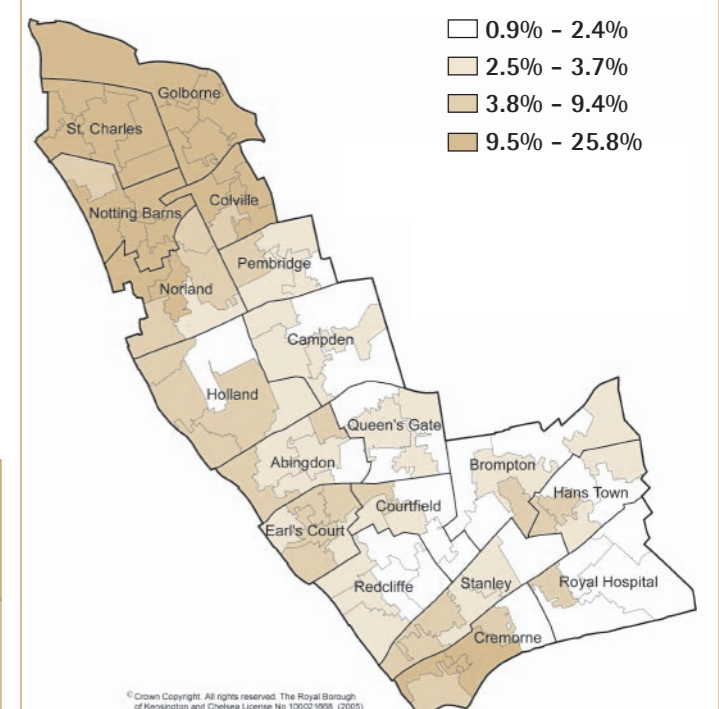 0.9% - 2.4%
2.5% - 3.7%
3.8% - 9.4%
9.5% - 25.8%
Golborne
St. Charles
Colville
Notting Barns
Pembridge
Norland
Campden
Holland
Queen's Gate
Abingdon
Brompton
Hans Town
Courtfield
Earl's Court
Redcliffe
Stanley
Royal Hospital
Cremorne
© Crown Copyright. All rights reserved. The Royal Borough
of Kensington and Chelsea License No 100021668 (2005)